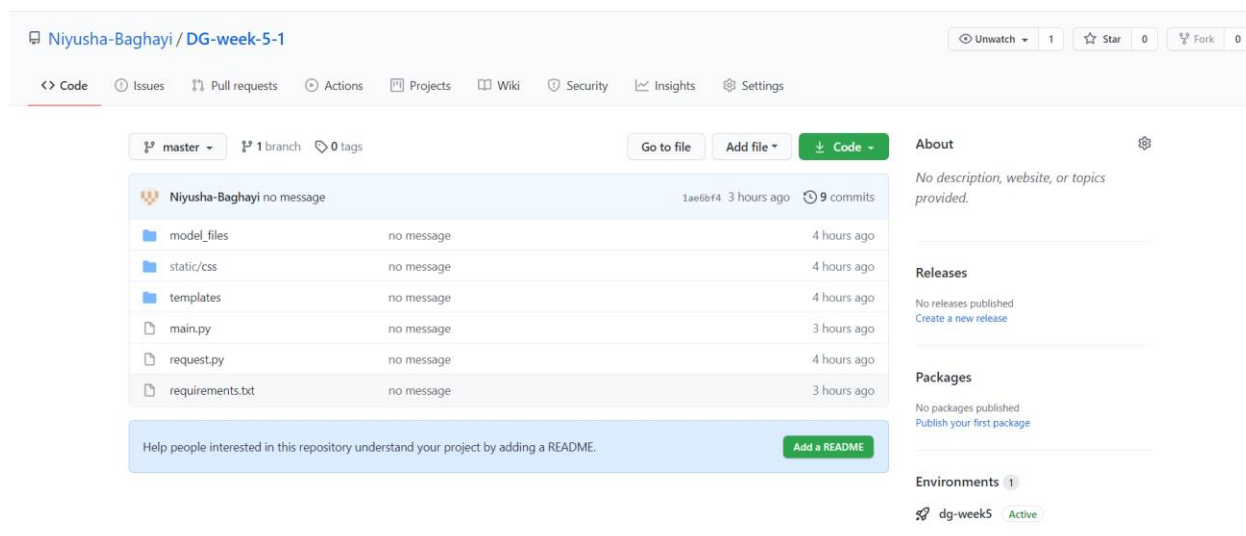 Niyusha-Baghayi / DG-week-5-1
Unwatch 1 Star 0 Fork 0
Code Issues Pull requests Actions Projects Wiki Security Insights Settings
master 1 branch 0 tags Go to file Add file Code
Niyusha-Baghayi no message 1ae6bf4 3 hours ago 9 commits
model_files no message 4 hours ago
static/css no message 4 hours ago
templates no message 4 hours ago
main.py no message 3 hours ago
request.py no message 4 hours ago
requirements.txt no message 3 hours ago
Help people interested in this repository understand your project by adding a README. Add a README
About
No description, website, or topics
provided.
Releases
No releases published
Create a new release
Packages
No packages published
Publish your first package
Environments 1
dg-week5 Active